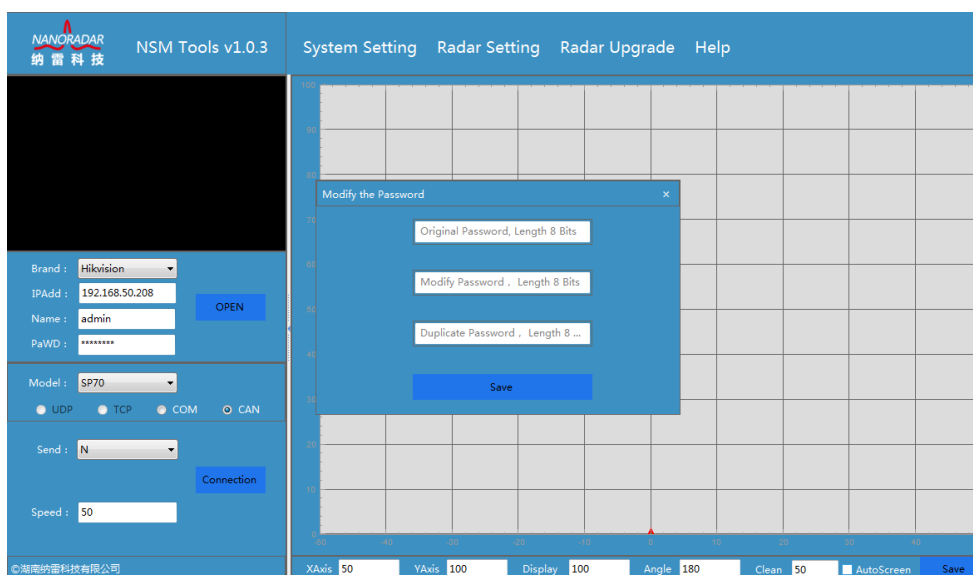 NANORADAR
纳雷科技
NSM Tools v1.0.3
System Setting Radar Setting Radar Upgrade Help
Brand : Hikvision
IPAdd : 192.168.50.208
Name : admin
PaWD : ********
OPEN
Model : SP70
UDP TCP COM CAN
Send : N
Connection
Speed : 50
©湖南纳雷科技有限公司
100
90
80
70
60
50
40
30
20
10
0
-50 -40 -30 -20 -10 0 10 20 30 40
Modify the Password ×
Original Password, Length 8 Bits
Modify Password , Length 8 Bits
Duplicate Password , Length 8 ...
Save
XAxis 50 YAxis 100 Display 100 Angle 180 Clean 50 AutoScreen Save